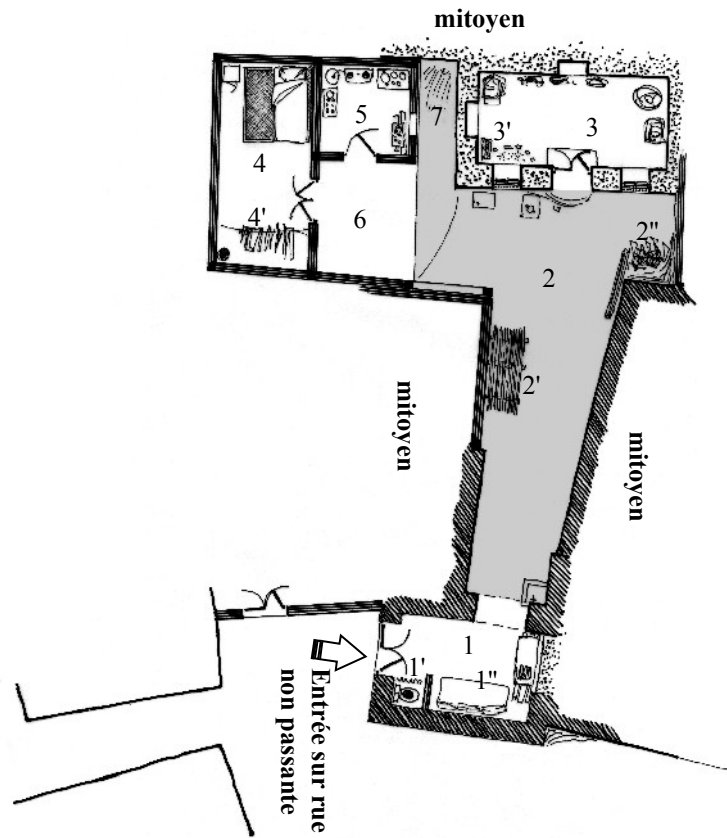 mitoyen
5
7
3'
3
4
4'
6
2"
2
2'
mitoyen
mitoyen
1
1'
1"
Entrée sur rue
non passante